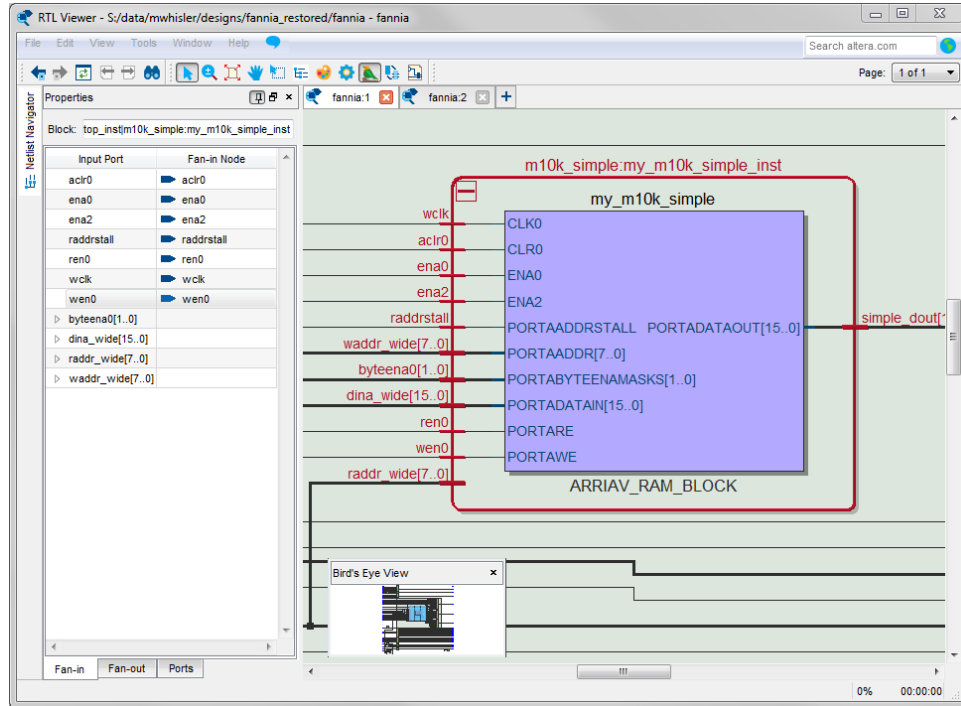 RTL Viewer - S:/data/mwhisler/designs/fannia_restored/fannia - fannia
File Edit View Tools Window Help
Search altera.com
Page: 1 of 1
Netlist Navigator
Properties
fannia:1 fannia:2
Block: top_inst|m10k_simple:my_m10k_simple_inst
Input Port Fan-in Node
aclr0 aclr0
ena0 ena0
ena2 ena2
raddrstall raddrstall
ren0 ren0
wclk wclk
wen0 wen0
byteena0[1..0]
dina_wide[15..0]
raddr_wide[7..0]
waddr_wide[7..0]
Fan-in Fan-out Ports
m10k_simple:my_m10k_simple_inst
my_m10k_simple
wclk CLK0
aclr0 CLR0
ena0 ENA0
ena2 ENA2
raddrstall PORTAADDRSTALL PORTADATAOUT[15..0] simple_dout[1
waddr_wide[7..0] PORTAADDR[7..0]
byteena0[1..0] PORTABYTEENAMASKS[1..0]
dina_wide[15..0] PORTADATAIN[15..0]
ren0 PORTARE
wen0 PORTAWE
raddr_wide[7..0]
ARRIAV_RAM_BLOCK
Bird's Eye View
0% 00:00:00